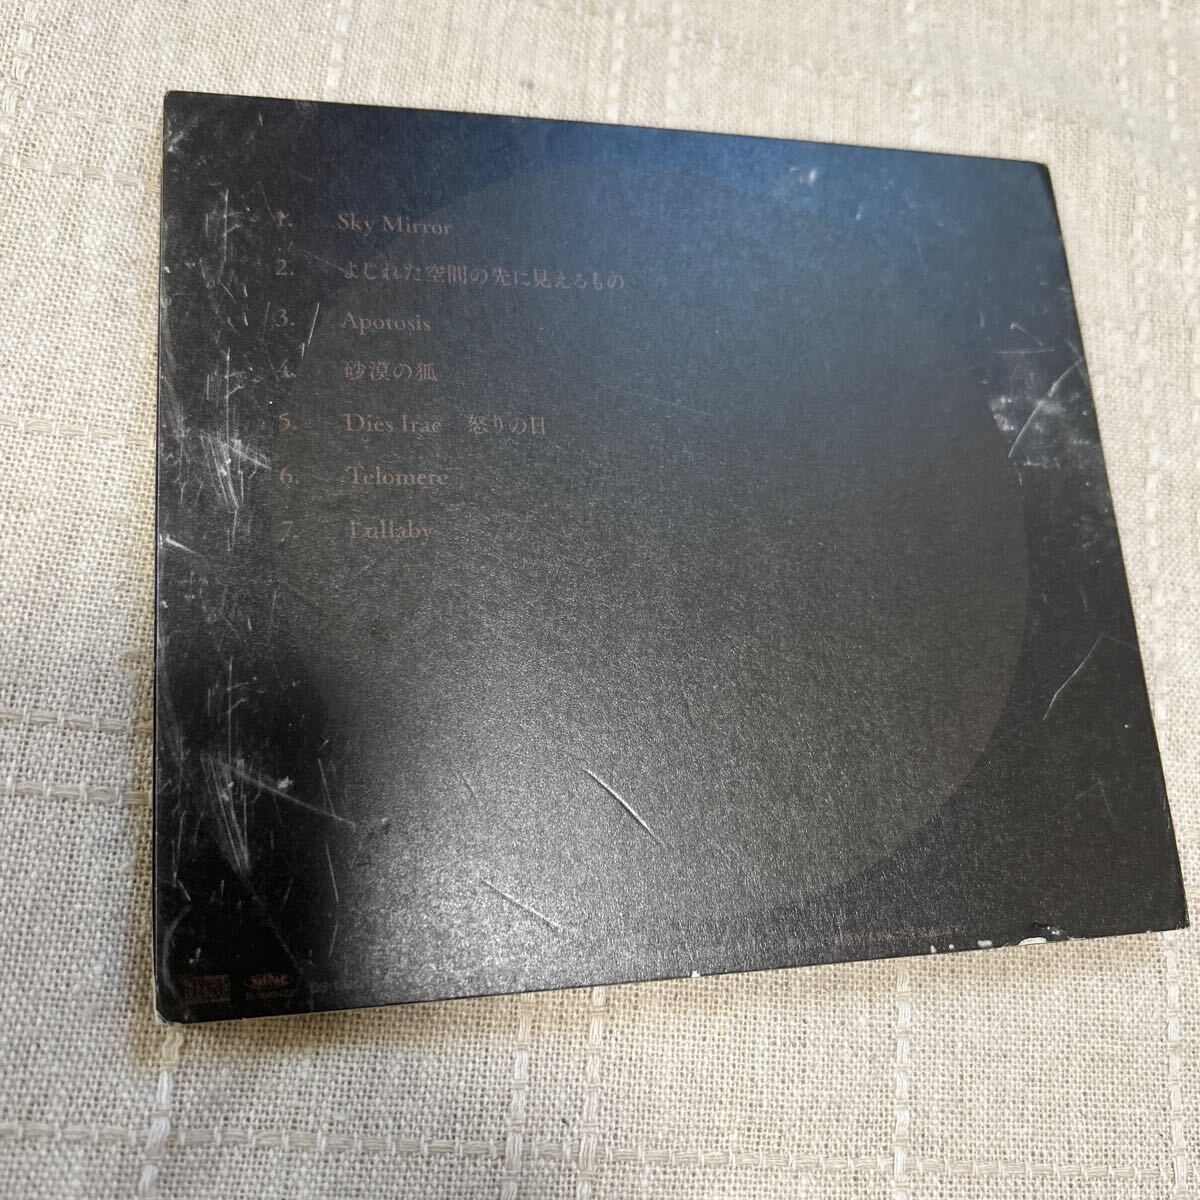 1. Sky Mirror
2. よじれた空間の先に見えるもの
3. Apotosis
4. 砂漠の狐
5. Dies Irae 怒りの日
6. Telomere
7. Lullaby